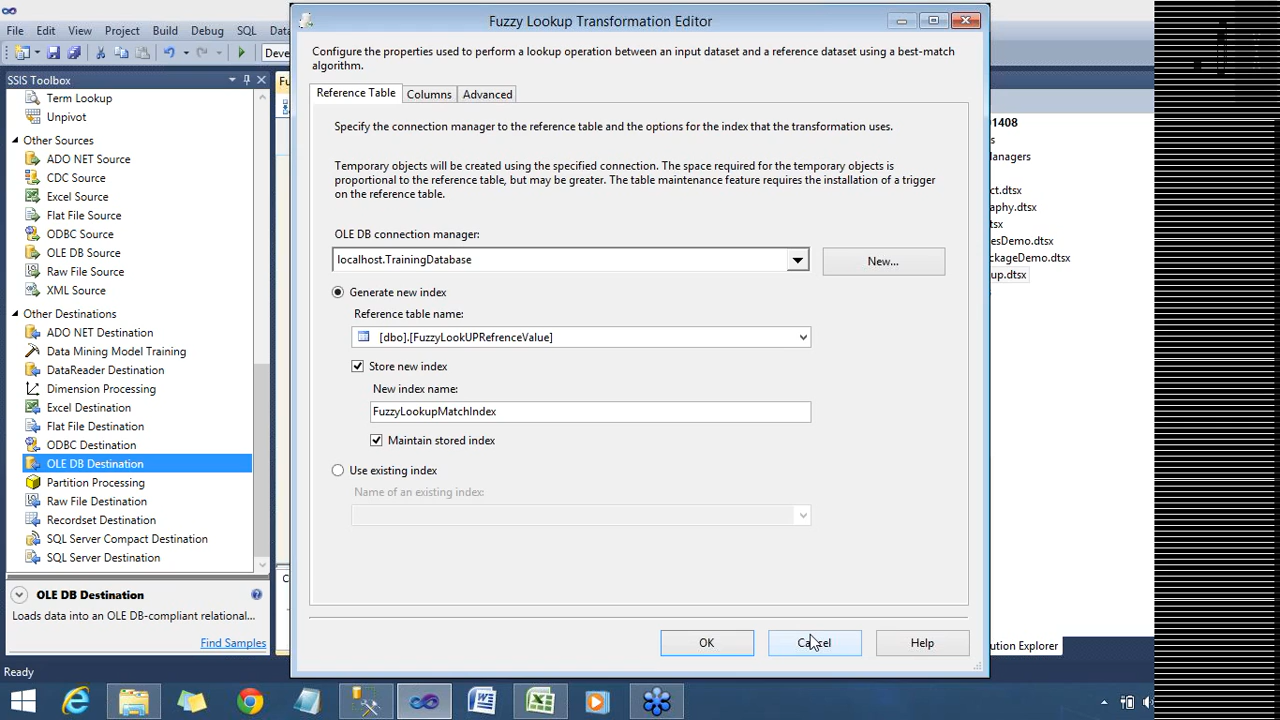 Fuzzy Lookup Transformation Editor
File Edit View Project Build Debug SQL
Deve
SSIS Toolbox
Fu
Term Lookup
Unpivot
Other Sources
ADO NET Source
CDC Source
Excel Source
Flat File Source
ODBC Source
OLE DB Source
Raw File Source
XML Source
Other Destinations
ADO NET Destination
Data Mining Model Training
DataReader Destination
Dimension Processing
Excel Destination
Flat File Destination
ODBC Destination
OLE DB Destination
Partition Processing
Raw File Destination
Recordset Destination
SQL Server Compact Destination
SQL Server Destination
OLE DB Destination
Loads data into an OLE DB-compliant relational...
Find Samples
Ready
Configure the properties used to perform a lookup operation between an input dataset and a reference dataset using a best-match
algorithm.
Reference Table Columns Advanced
Specify the connection manager to the reference table and the options for the index that the transformation uses.
Temporary objects will be created using the specified connection. The space required for the temporary objects is
proportional to the reference table, but may be greater. The table maintenance feature requires the installation of a trigger
on the reference table.
OLE DB connection manager:
localhost.TrainingDatabase
New...
Generate new index
Reference table name:
[dbo].[FuzzyLookUPRefrenceValue]
Store new index
New index name:
FuzzyLookupMatchIndex
Maintain stored index
Use existing index
Name of an existing index:
OK Cancel Help
1408
s
anagers
ct.dtsx
aphy.dtsx
tsx
esDemo.dtsx
ckageDemo.dtsx
up.dtsx
ution Explorer